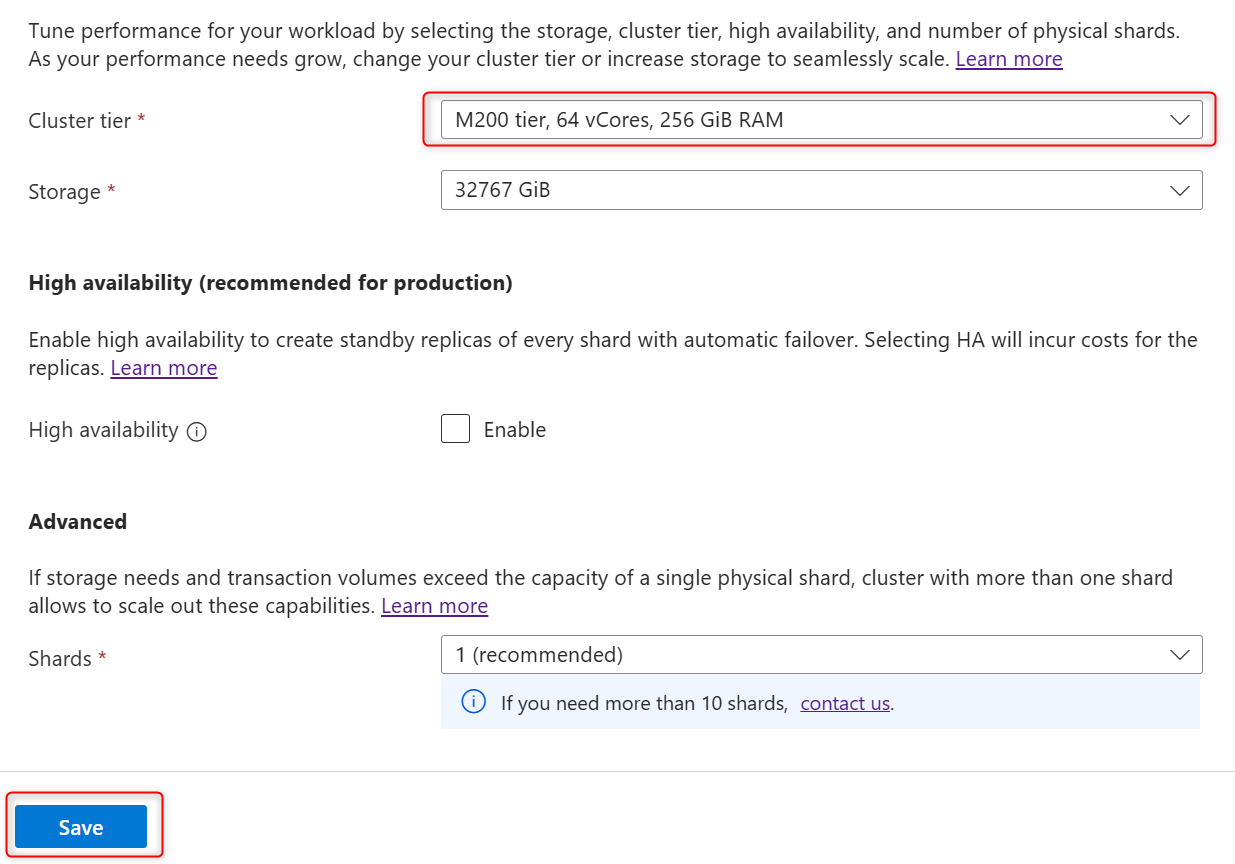 Tune performance for your workload by selecting the storage, cluster tier, high availability, and number of physical shards.
As your performance needs grow, change your cluster tier or increase storage to seamlessly scale. Learn more
Cluster tier *
M200 tier, 64 vCores, 256 GiB RAM
Storage *
32767 GiB
High availability (recommended for production)
Enable high availability to create standby replicas of every shard with automatic failover. Selecting HA will incur costs for the
replicas. Learn more
High availability
Enable
Advanced
If storage needs and transaction volumes exceed the capacity of a single physical shard, cluster with more than one shard
allows to scale out these capabilities. Learn more
Shards *
1 (recommended)
If you need more than 10 shards, contact us.
Save